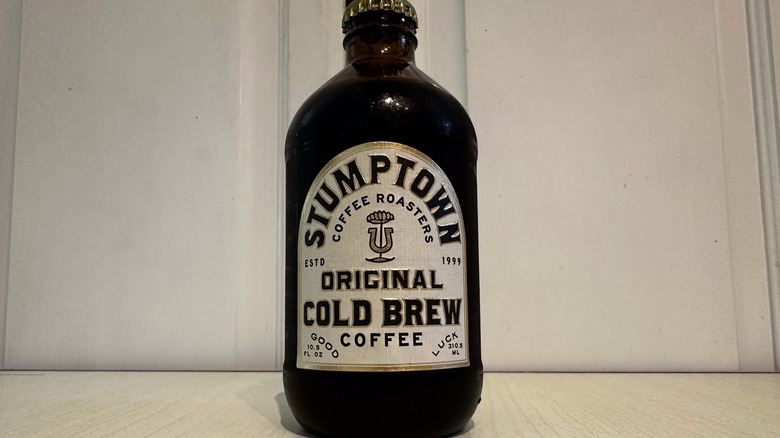 STUMPTOWN
COFFEE ROASTERS
ESTD 1999
ORIGINAL
COLD BREW
COFFEE
GOOD LUCK
10.5 FL OZ
310.5 ML